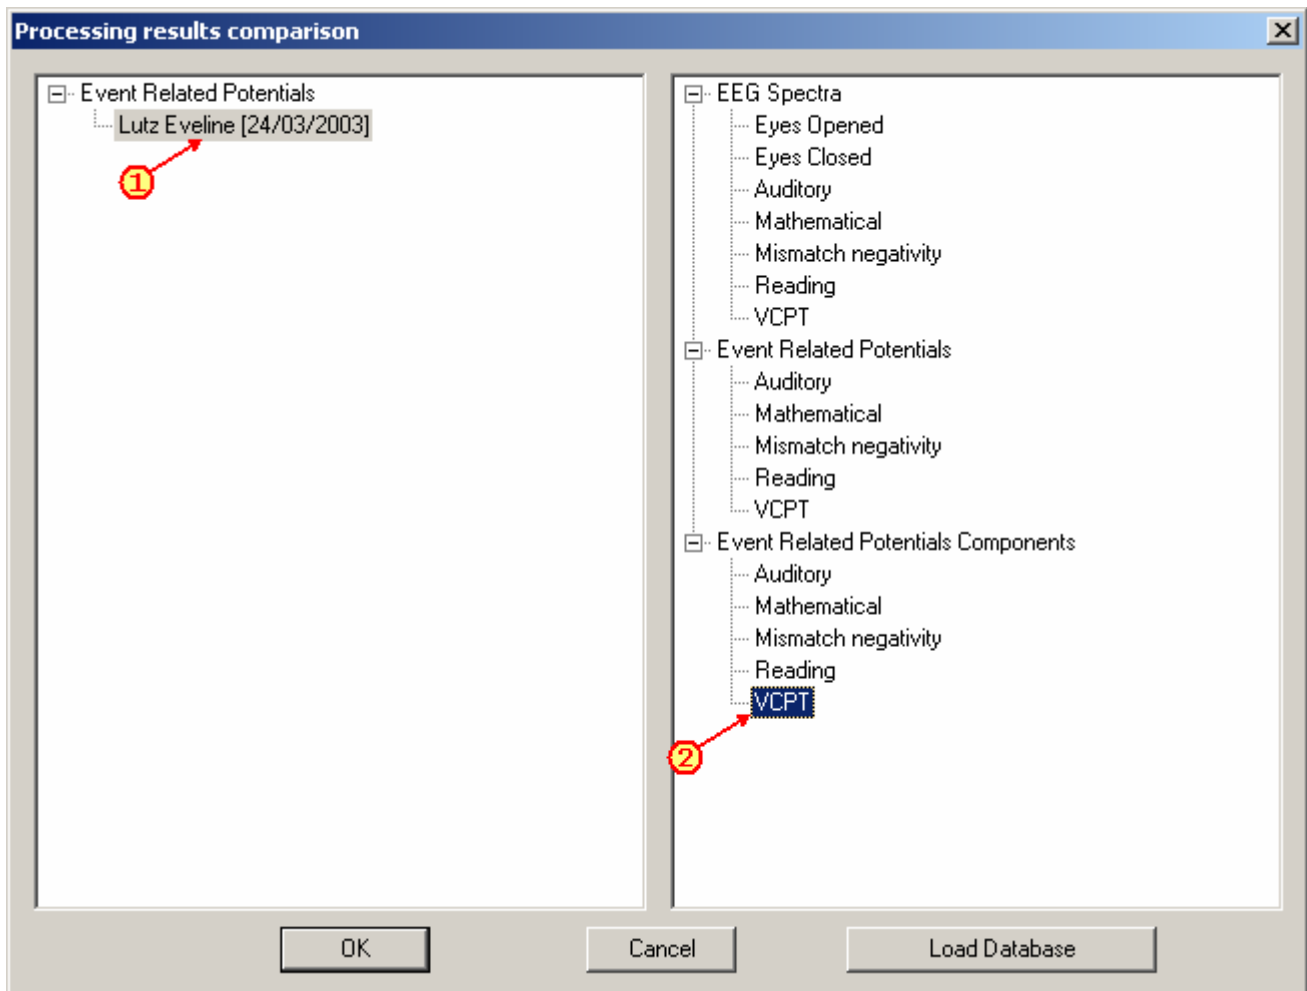 Processing results comparison
Event Related Potentials
Lutz Eveline [24/03/2003]
1
EEG Spectra
Eyes Opened
Eyes Closed
Auditory
Mathematical
Mismatch negativity
Reading
VCPT
Event Related Potentials
Auditory
Mathematical
Mismatch negativity
Reading
VCPT
Event Related Potentials Components
Auditory
Mathematical
Mismatch negativity
Reading
VCPT
2
OK
Cancel
Load Database